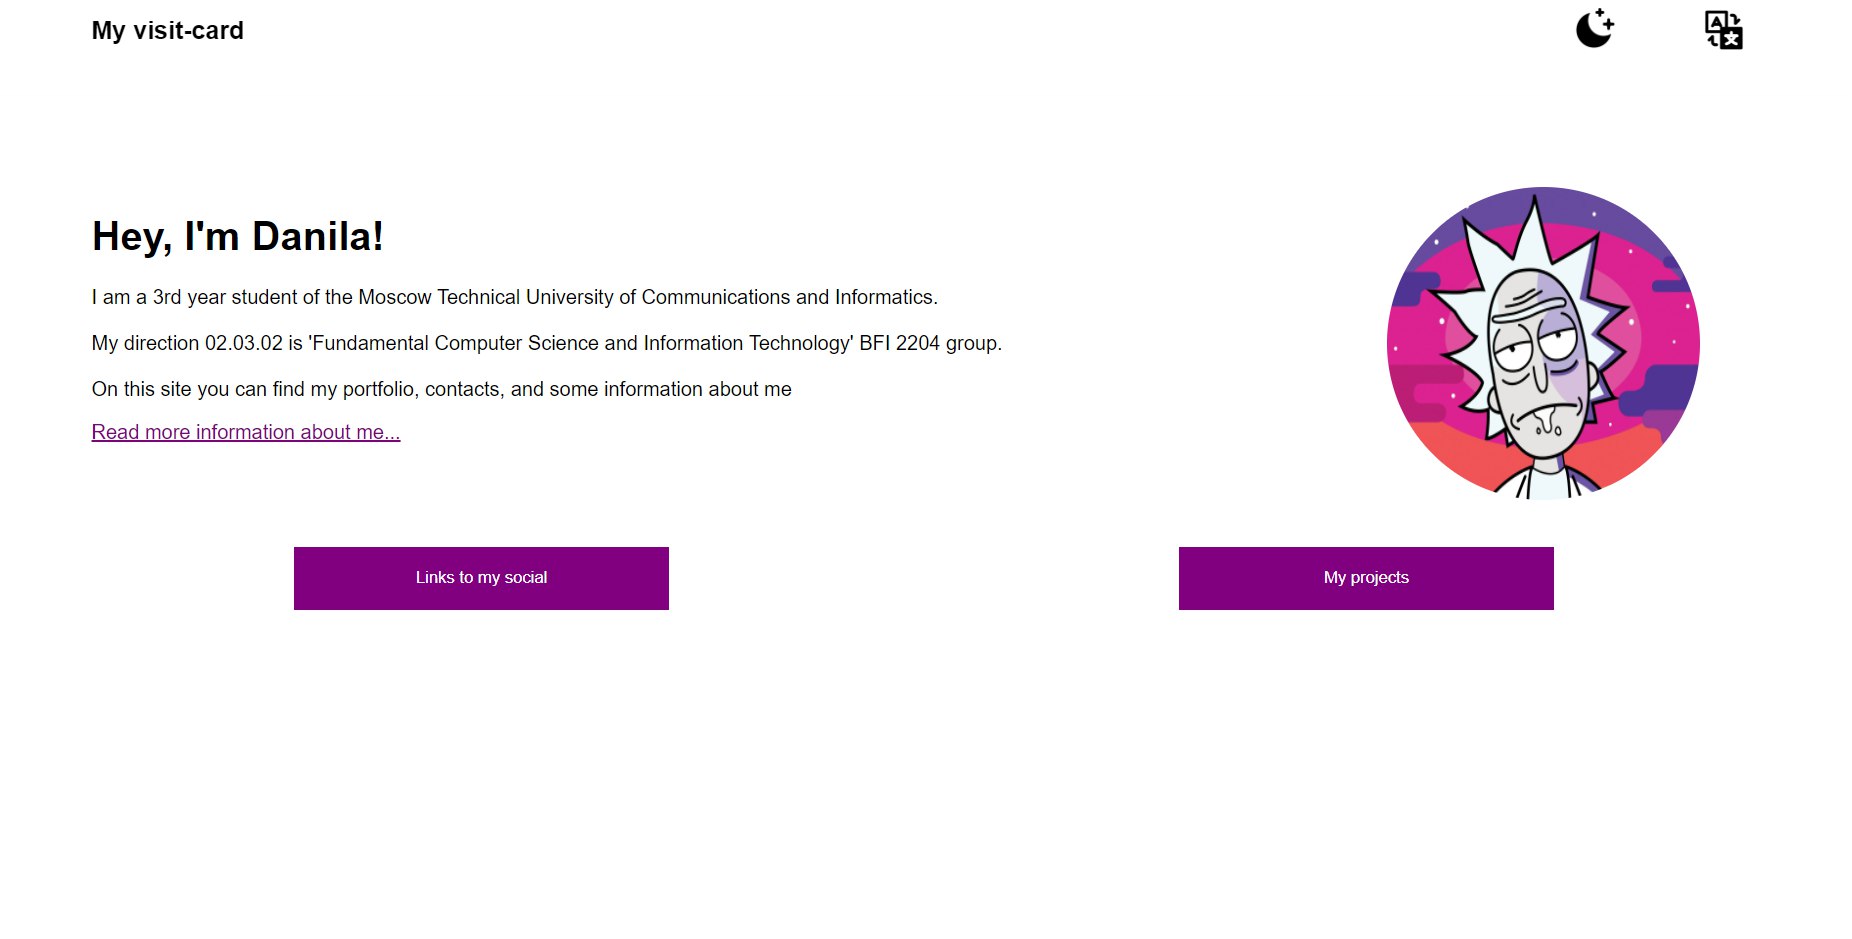 My visit-card
Hey, I'm Danila!
I am a 3rd year student of the Moscow Technical University of Communications and Informatics.
My direction 02.03.02 is 'Fundamental Computer Science and Information Technology' BFI 2204 group.
On this site you can find my portfolio, contacts, and some information about me
Read more information about me...
Links to my social
My projects